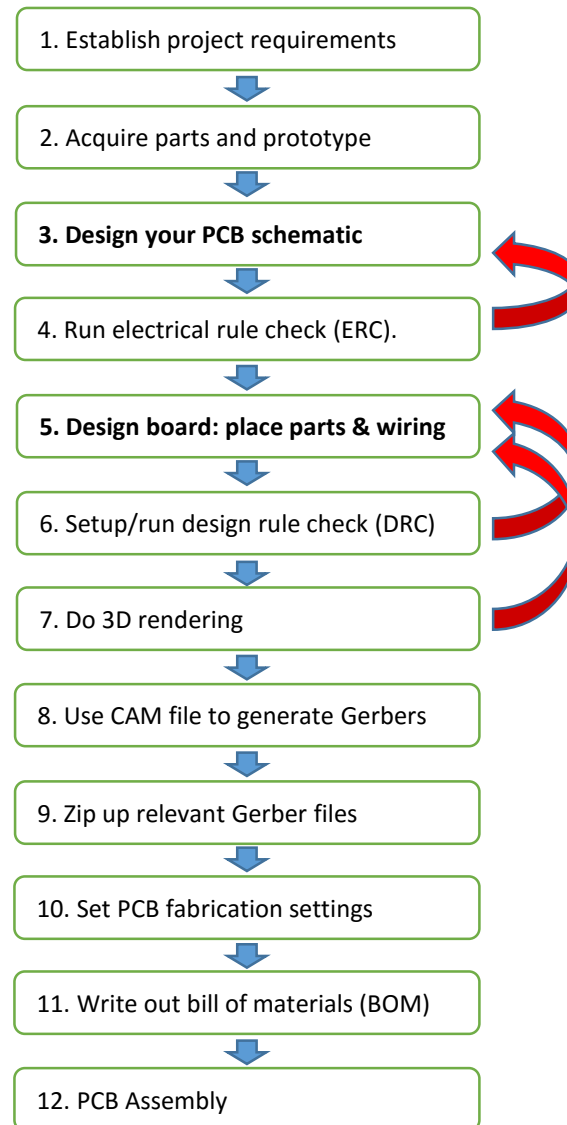 1. Establish project requirements
2. Acquire parts and prototype
3. Design your PCB schematic
4. Run electrical rule check (ERC).
5. Design board: place parts & wiring
6. Setup/run design rule check (DRC)
7. Do 3D rendering
8. Use CAM file to generate Gerbers
9. Zip up relevant Gerber files
10. Set PCB fabrication settings
11. Write out bill of materials (BOM)
12. PCB Assembly